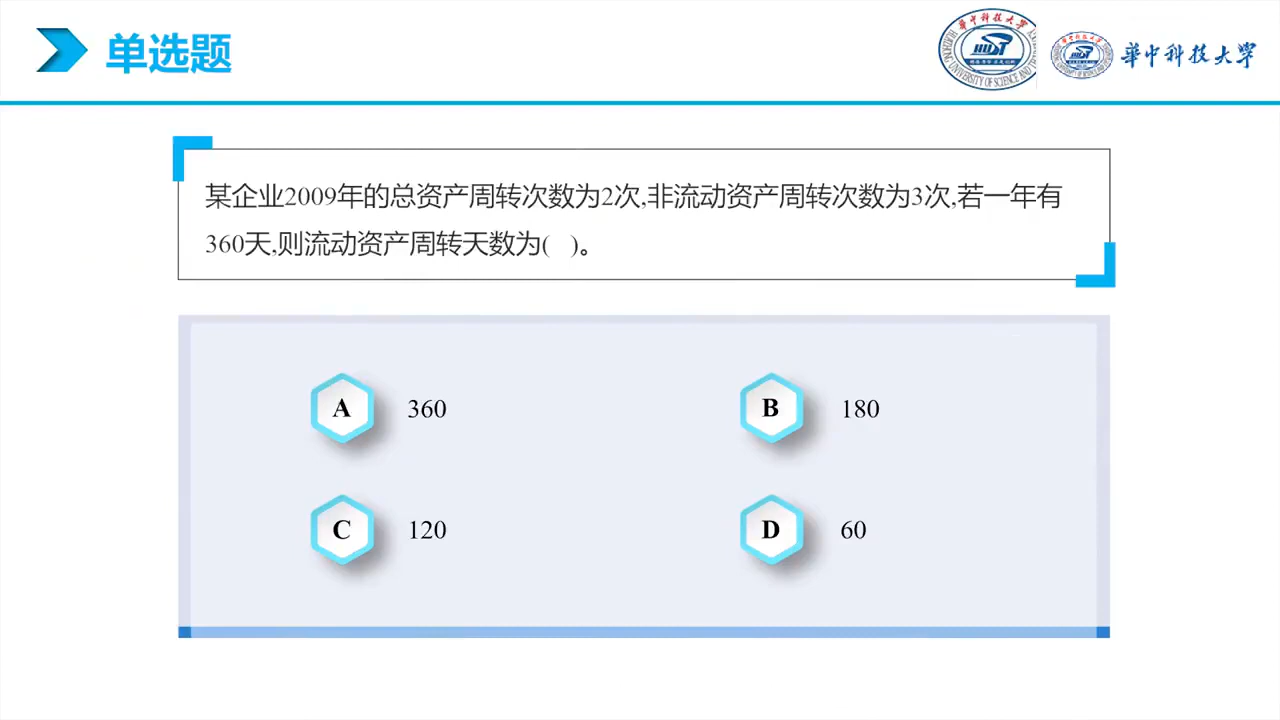 单选题
華中科技大学
某企业2009年的总资产周转次数为2次,非流动资产周转次数为3次,若一年有
360天,则流动资产周转天数为( )。
A 360
B 180
C 120
D 60